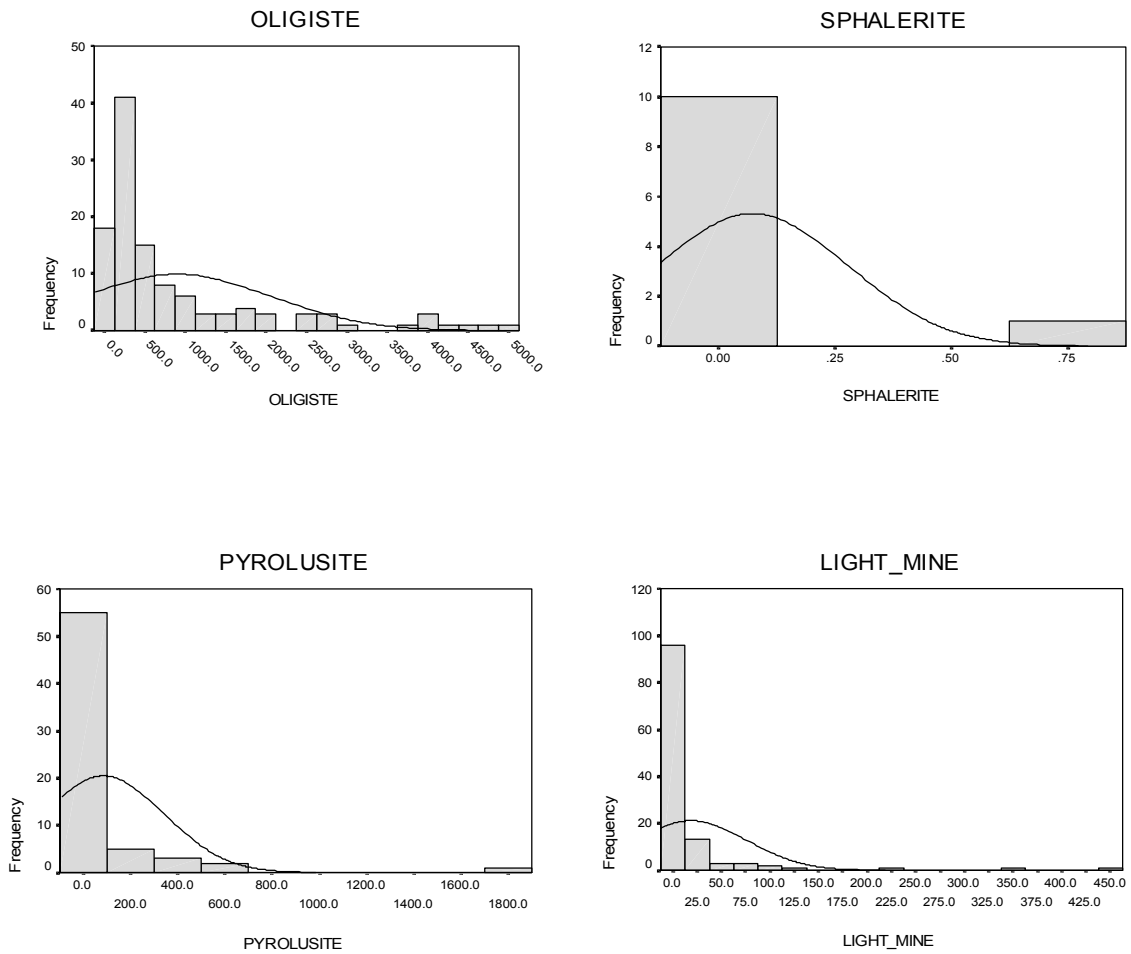 OLIGISTE
50
40
30
20
10
0
Frequency
0.0
500.0
1000.0
1500.0
2000.0
2500.0
3000.0
3500.0
4000.0
4500.0
5000.0
OLIGISTE
SPHALERITE
12
10
8
6
4
2
0
Frequency
0.00 .25 .50 .75
SPHALERITE
PYROLUSITE
60
50
40
30
20
10
0
Frequency
0.0 400.0 800.0 1000.0 1600.0
200.0 600.0 1000.0 1400.0 1800.0
PYROLUSITE
LIGHT_MINE
120
100
80
60
40
20
0
Frequency
0.0 50.0 100.0 150.0 200.0 250.0 300.0 350.0 400.0 450.0
25.0 75.0 125.0 175.0 225.0 275.0 325.0 375.0 425.0
LIGHT_MINE